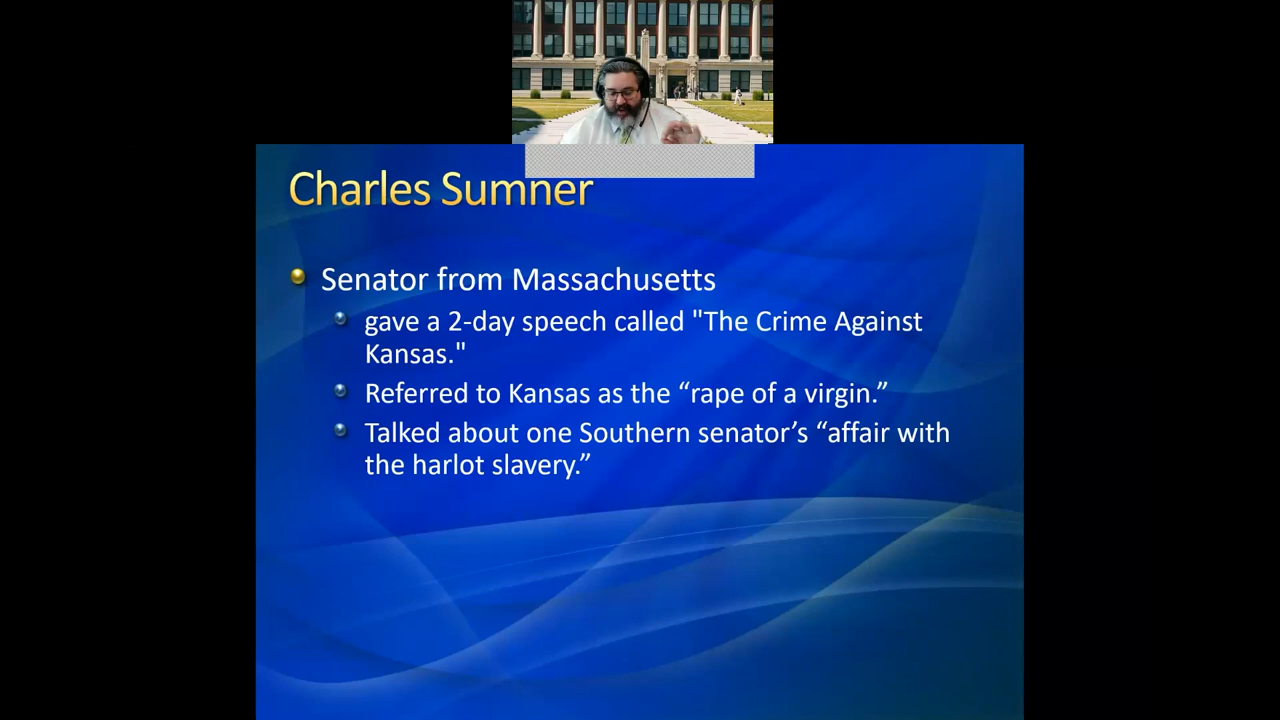 Charles Sumner
Senator from Massachusetts
gave a 2-day speech called "The Crime Against
Kansas."
Referred to Kansas as the “rape of a virgin.”
Talked about one Southern senator’s “affair with
the harlot slavery.”